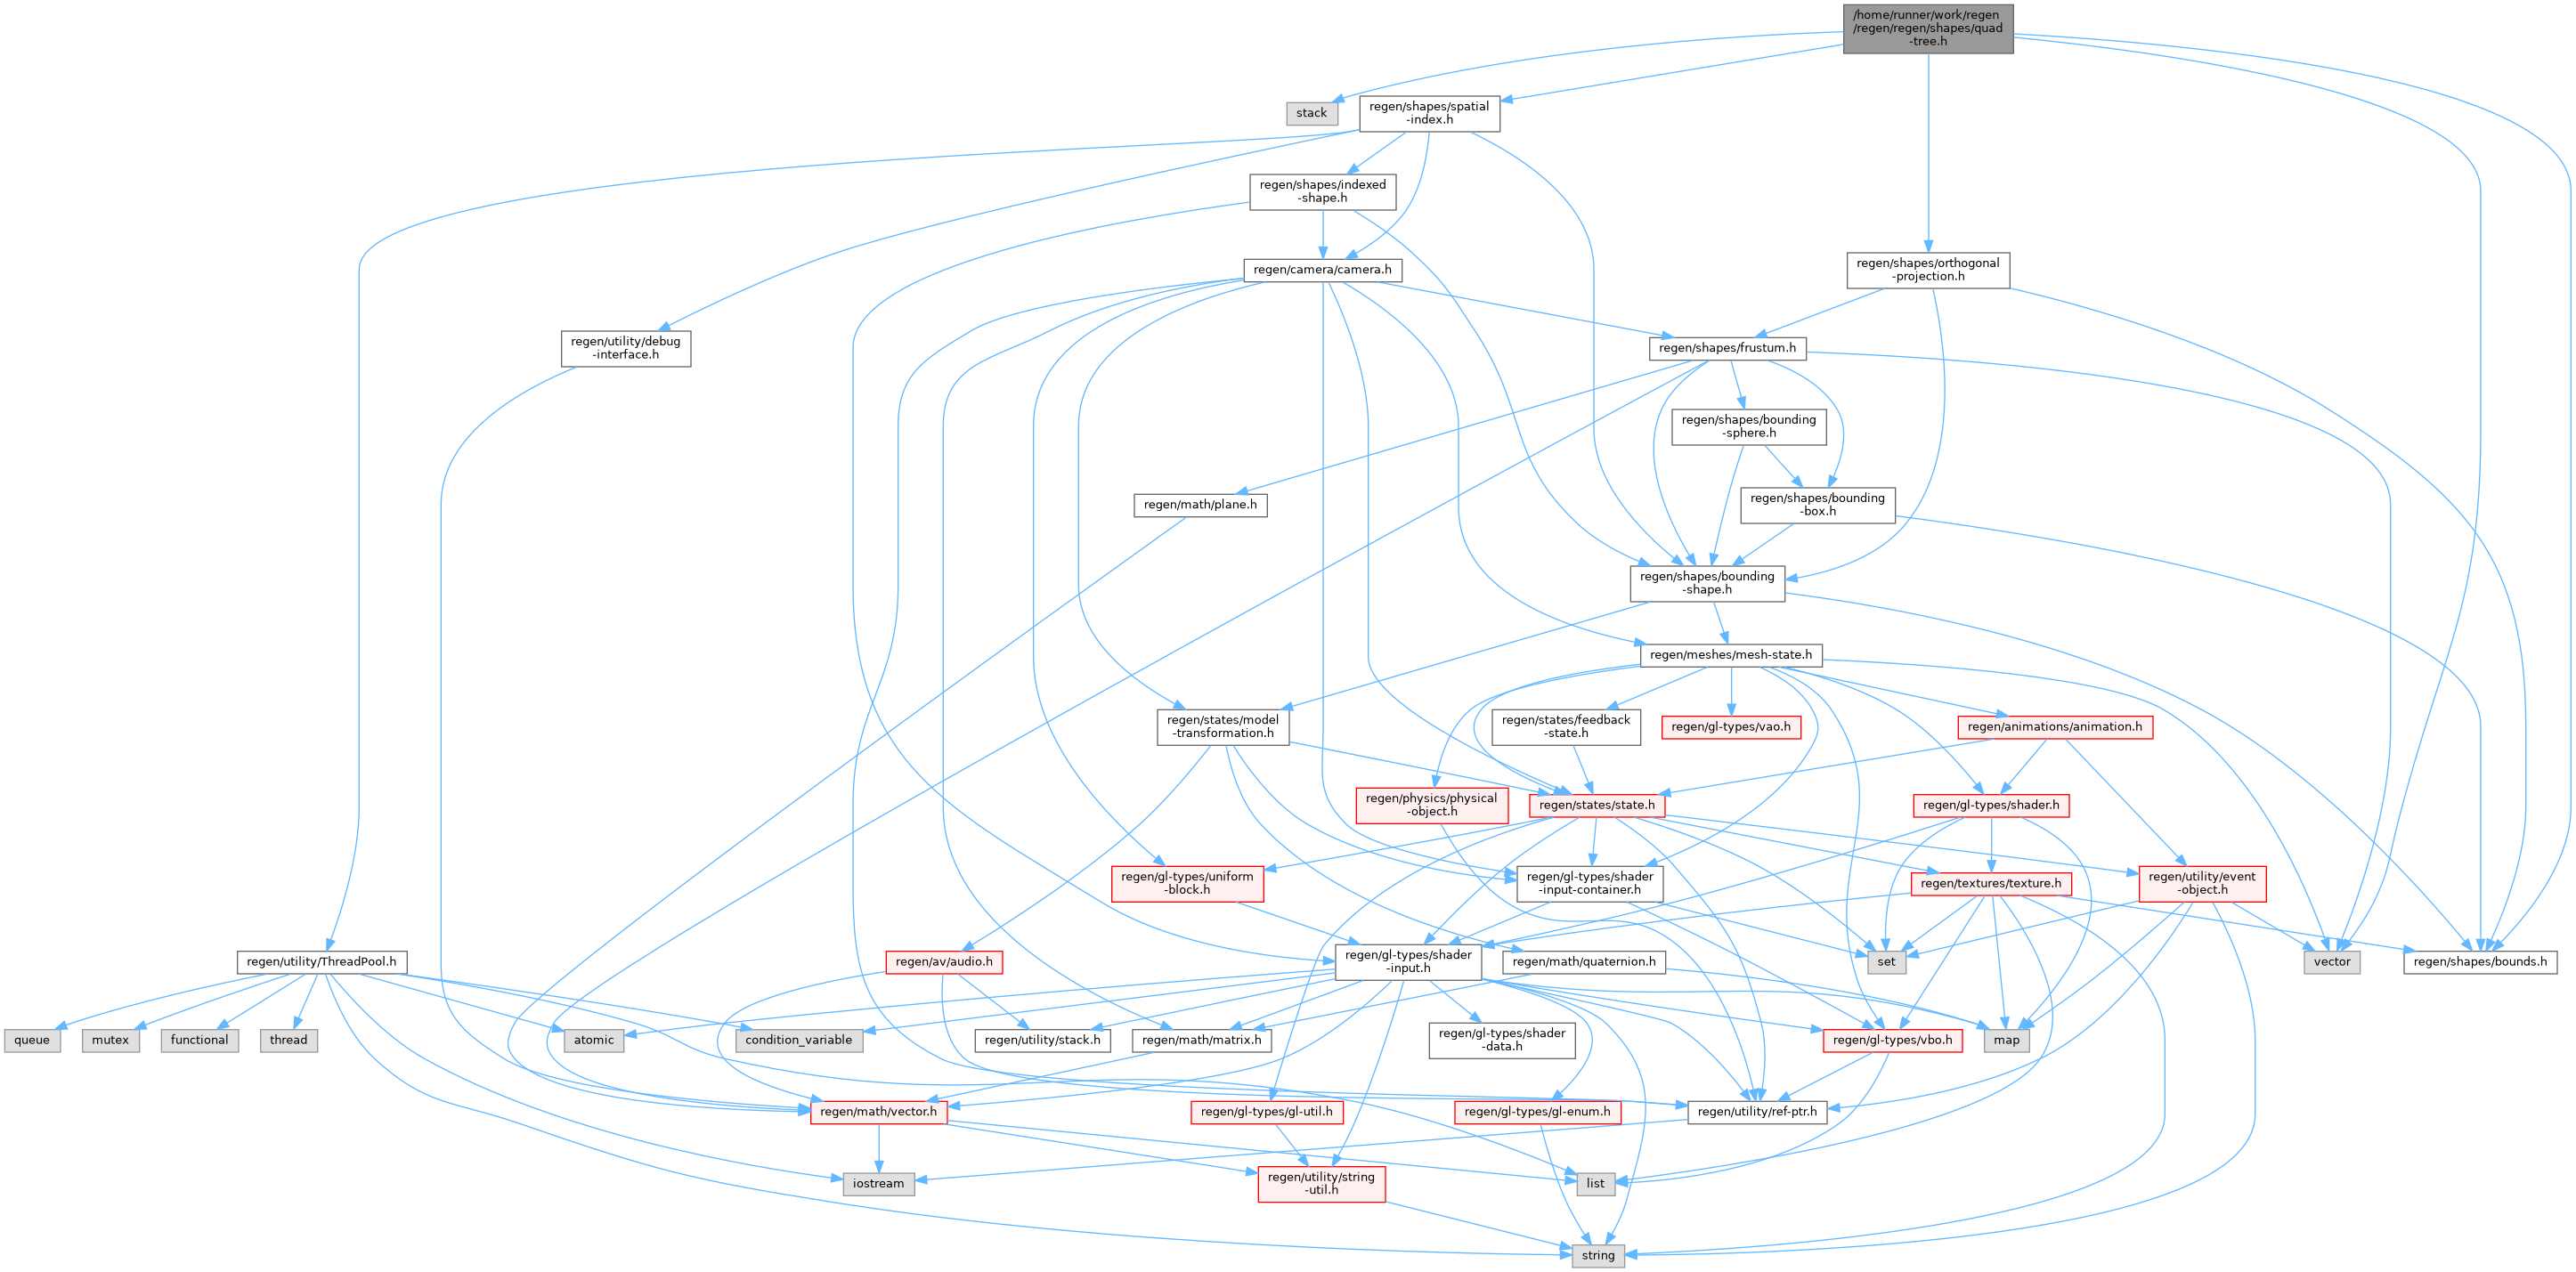 /home/runner/work/regen
/regen/regen/shapes/quad
-tree.h
stack
regen/shapes/spatial
-index.h
regen/shapes/indexed
-shape.h
regen/camera/camera.h
regen/shapes/orthogonal
-projection.h
regen/utility/debug
-interface.h
regen/shapes/frustum.h
regen/shapes/bounding
-sphere.h
regen/math/plane.h
regen/shapes/bounding
-box.h
regen/shapes/bounding
-shape.h
regen/meshes/mesh-state.h
regen/states/model
-transformation.h
regen/states/feedback
-state.h
regen/gl-types/vao.h
regen/animations/animation.h
regen/physics/physical
-object.h
regen/states/state.h
regen/gl-types/shader.h
regen/gl-types/uniform
-block.h
regen/gl-types/shader
-input-container.h
regen/textures/texture.h
regen/utility/event
-object.h
regen/utility/ThreadPool.h
regen/av/audio.h
regen/gl-types/shader
-input.h
regen/math/quaternion.h
set
vector
regen/shapes/bounds.h
queue
mutex
functional
thread
atomic
condition_variable
regen/utility/stack.h
regen/math/matrix.h
regen/gl-types/shader
-data.h
regen/gl-types/vbo.h
map
regen/math/vector.h
regen/gl-types/gl-util.h
regen/gl-types/gl-enum.h
regen/utility/ref-ptr.h
iostream
regen/utility/string
-util.h
list
string